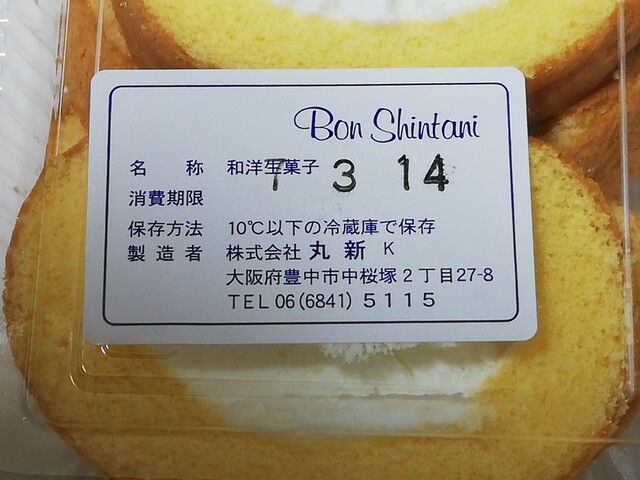 Bon Shintani
名 称 和洋生菓子
消費期限 7 3 14
保存方法 10℃以下の冷蔵庫で保存
製造者 株式会社 丸新 K
大阪府豊中市中桜塚2丁目27-8
TEL 06(6841)5115